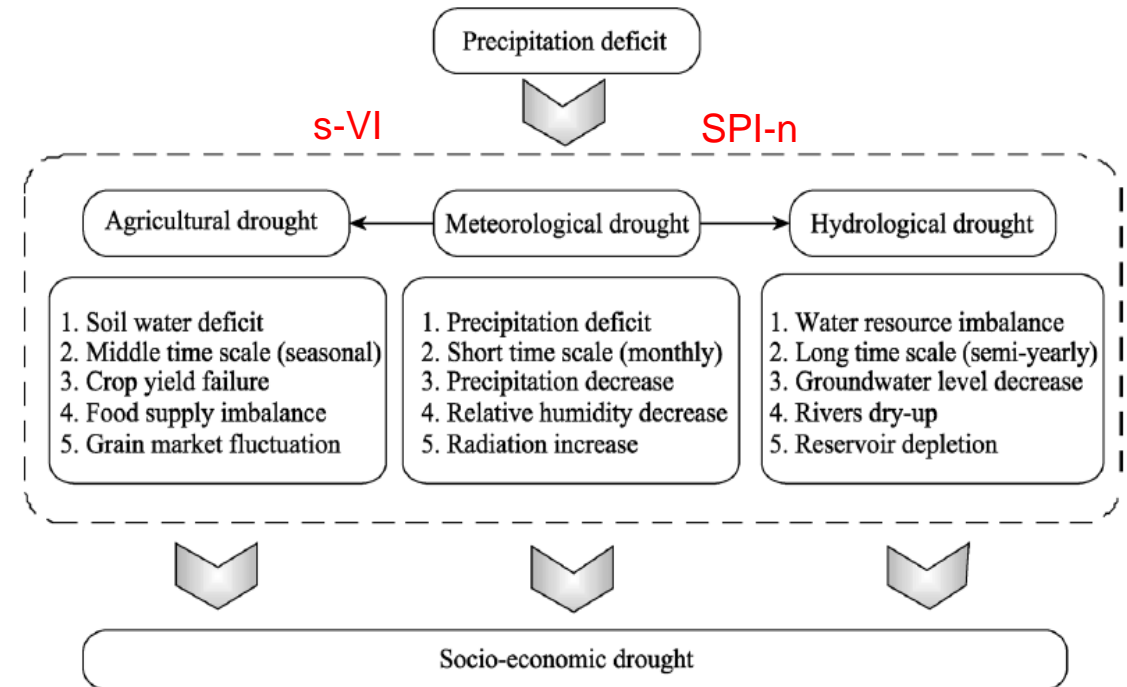 Precipitation deficit
s-VI
SPI-n
Agricultural drought
Meteorological drought
Hydrological drought
1. Soil water deficit
2. Middle time scale (seasonal)
3. Crop yield failure
4. Food supply imbalance
5. Grain market fluctuation
1. Precipitation deficit
2. Short time scale (monthly)
3. Precipitation decrease
4. Relative humidity decrease
5. Radiation increase
1. Water resource imbalance
2. Long time scale (semi-yearly)
3. Groundwater level decrease
4. Rivers dry-up
5. Reservoir depletion
Socio-economic drought